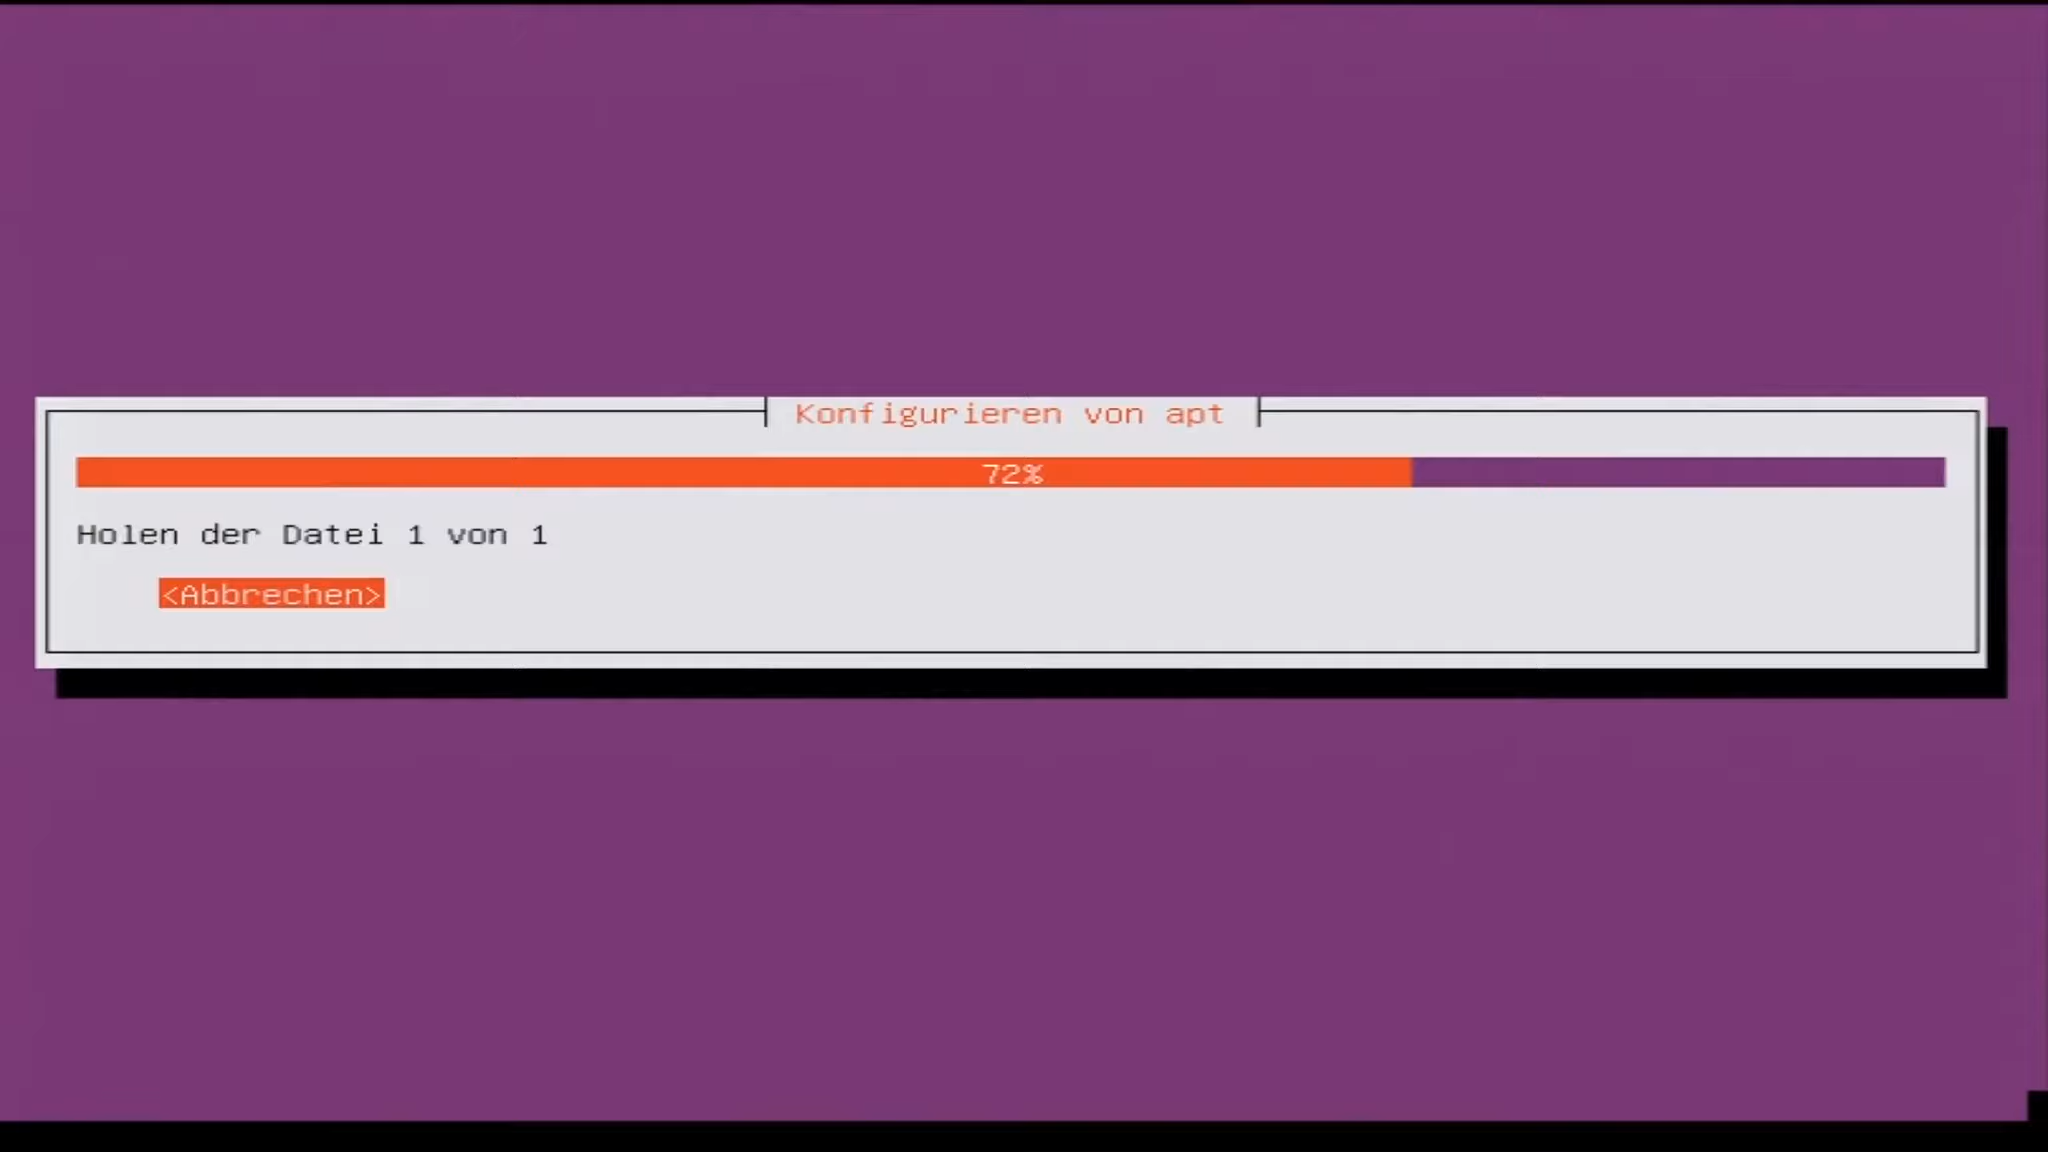 Konfigurieren von apt
72%
Holen der Datei 1 von 1
<Abbrechen>